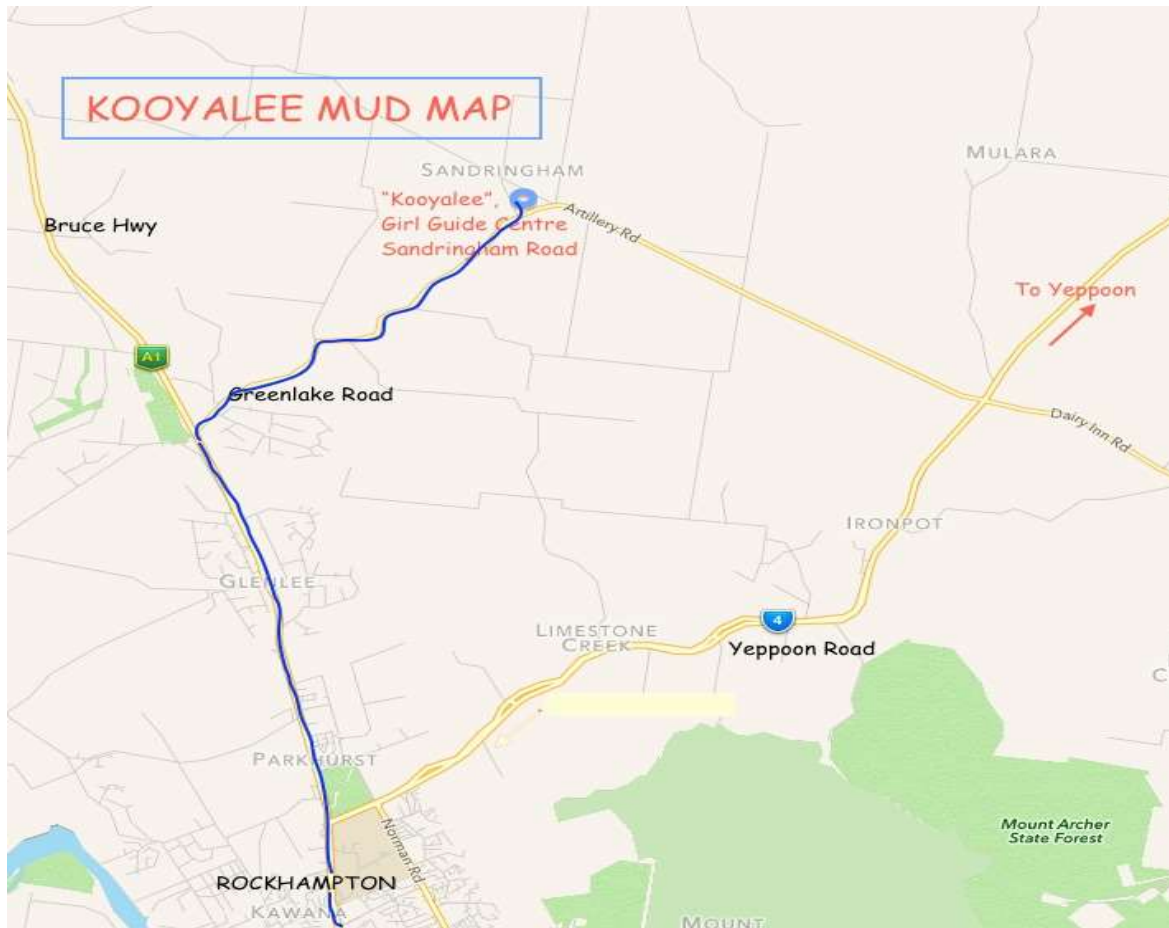 KOOYALEE MUD MAP
SANDRINGHAM
MULARA
"Kooyalee",
Girl Guide Centre
Sandringham Road
Artillery Rd
Bruce Hwy
To Yeppoon
A1
Greenlake Road
Dairy Inn Rd
IRONPOT
GLENLEE
4
LIMESTONE
CREEK
Yeppoon Road
C
PARKHURST
Norman Rd
Mount Archer
State Forest
ROCKHAMPTON
KAWANA
MOUNT